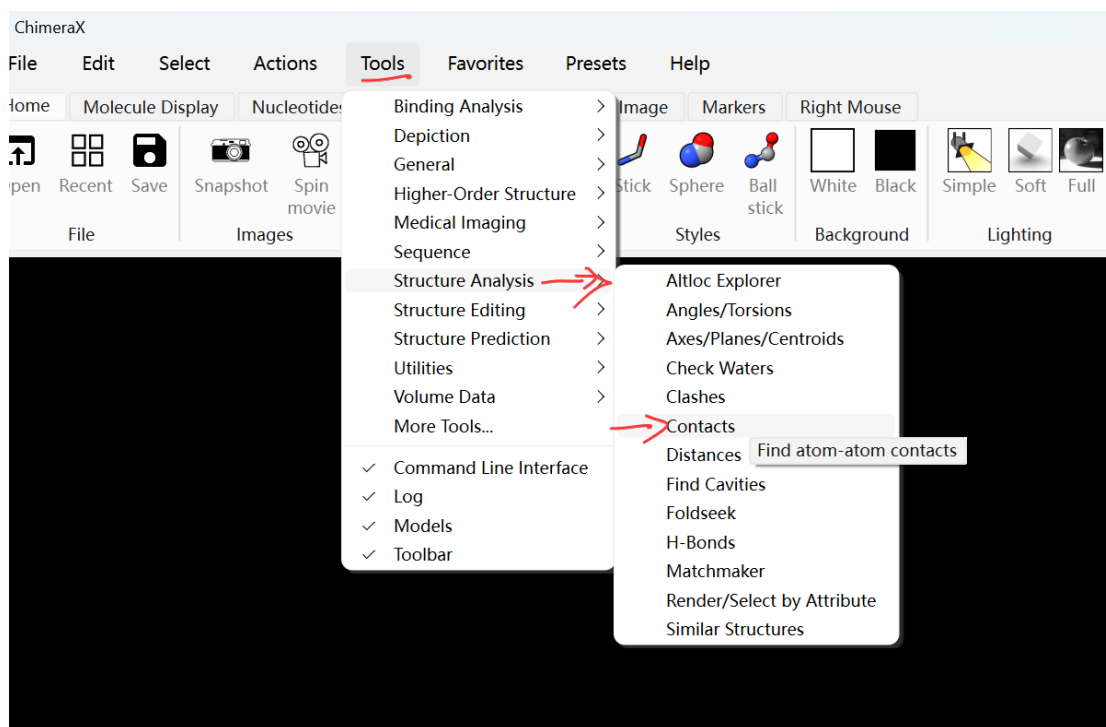 ChimeraX
File Edit Select Actions Tools Favorites Presets Help
Home Molecule Display Nucleotides Image Markers Right Mouse
Open Recent Save Snapshot Spin movie Stick Sphere Ball stick White Black Simple Soft Full
File Images Styles Background Lighting
Binding Analysis
Depiction
General
Higher-Order Structure
Medical Imaging
Sequence
Structure Analysis
Structure Editing
Structure Prediction
Utilities
Volume Data
More Tools...
Command Line Interface
Log
Models
Toolbar
Altloc Explorer
Angles/Torsions
Axes/Planes/Centroids
Check Waters
Clashes
Contacts
Find atom-atom contacts
Distances
Find Cavities
Foldseek
H-Bonds
Matchmaker
Render/Select by Attribute
Similar Structures